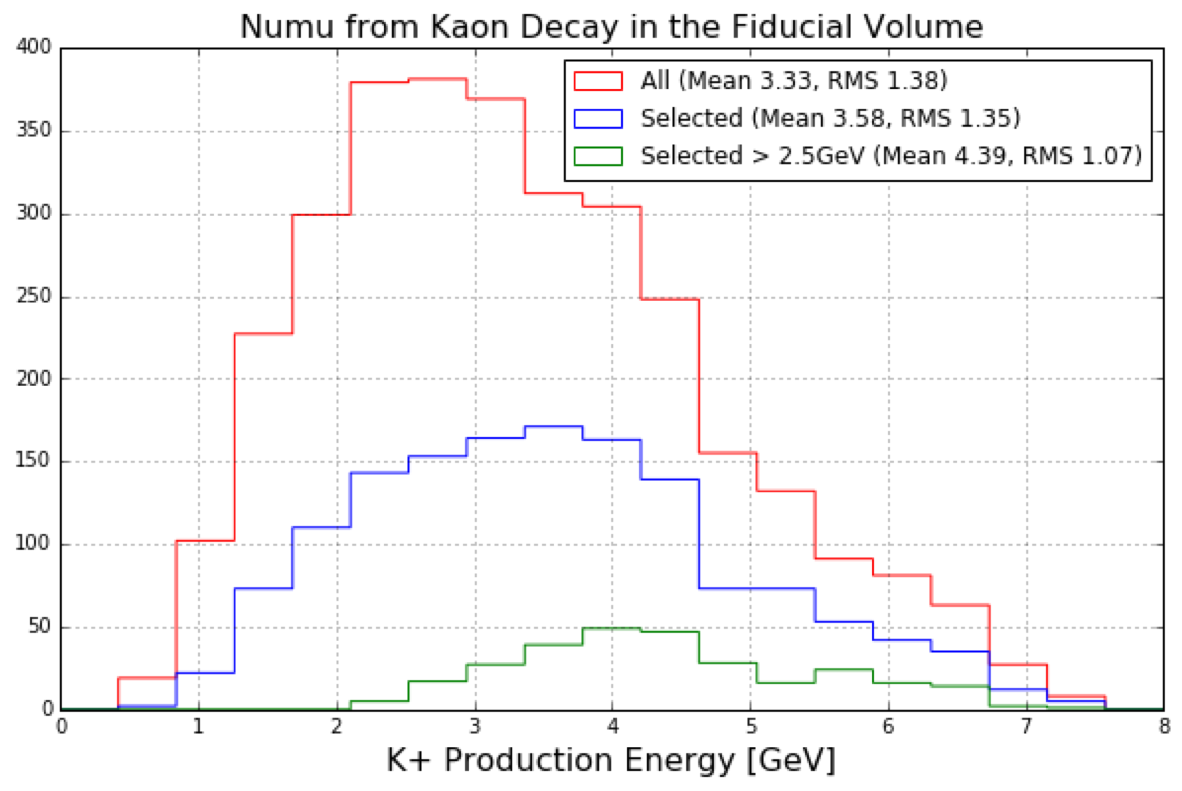 Numu from Kaon Decay in the Fiducial Volume
400
350
300
250
200
150
100
50
0
All (Mean 3.33, RMS 1.38)
Selected (Mean 3.58, RMS 1.35)
Selected > 2.5GeV (Mean 4.39, RMS 1.07)
0 1 2 3 4 5 6 7 8
K+ Production Energy [GeV]